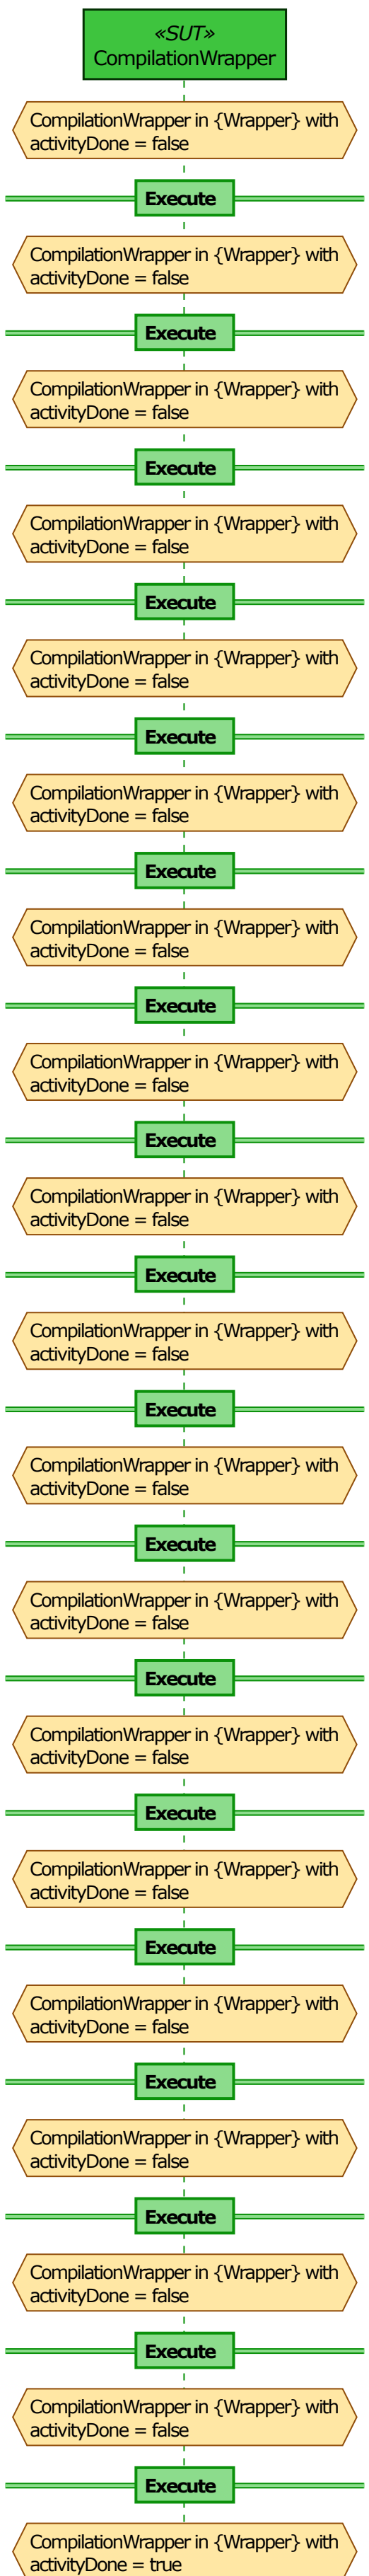 «SUT»
CompilationWrapper
CompilationWrapper in {Wrapper} with
activityDone = false
Execute
CompilationWrapper in {Wrapper} with
activityDone = false
Execute
CompilationWrapper in {Wrapper} with
activityDone = false
Execute
CompilationWrapper in {Wrapper} with
activityDone = false
Execute
CompilationWrapper in {Wrapper} with
activityDone = false
Execute
CompilationWrapper in {Wrapper} with
activityDone = false
Execute
CompilationWrapper in {Wrapper} with
activityDone = false
Execute
CompilationWrapper in {Wrapper} with
activityDone = false
Execute
CompilationWrapper in {Wrapper} with
activityDone = false
Execute
CompilationWrapper in {Wrapper} with
activityDone = false
Execute
CompilationWrapper in {Wrapper} with
activityDone = false
Execute
CompilationWrapper in {Wrapper} with
activityDone = false
Execute
CompilationWrapper in {Wrapper} with
activityDone = false
Execute
CompilationWrapper in {Wrapper} with
activityDone = false
Execute
CompilationWrapper in {Wrapper} with
activityDone = false
Execute
CompilationWrapper in {Wrapper} with
activityDone = false
Execute
CompilationWrapper in {Wrapper} with
activityDone = false
Execute
CompilationWrapper in {Wrapper} with
activityDone = false
Execute
CompilationWrapper in {Wrapper} with
activityDone = true